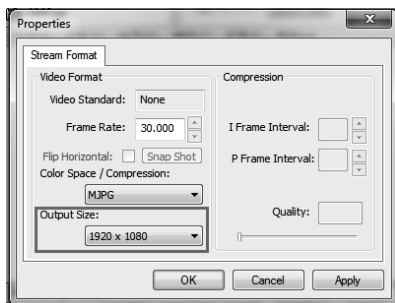 Properties
x
Stream Format
Video Format
Video Standard: None
Frame Rate: 30.000
Flip Horizontal: Snap Shot
Color Space / Compression:
MJPG
Output Size:
1920 x 1080
Compression
I Frame Interval:
P Frame Interval:
Quality:
OK Cancel Apply